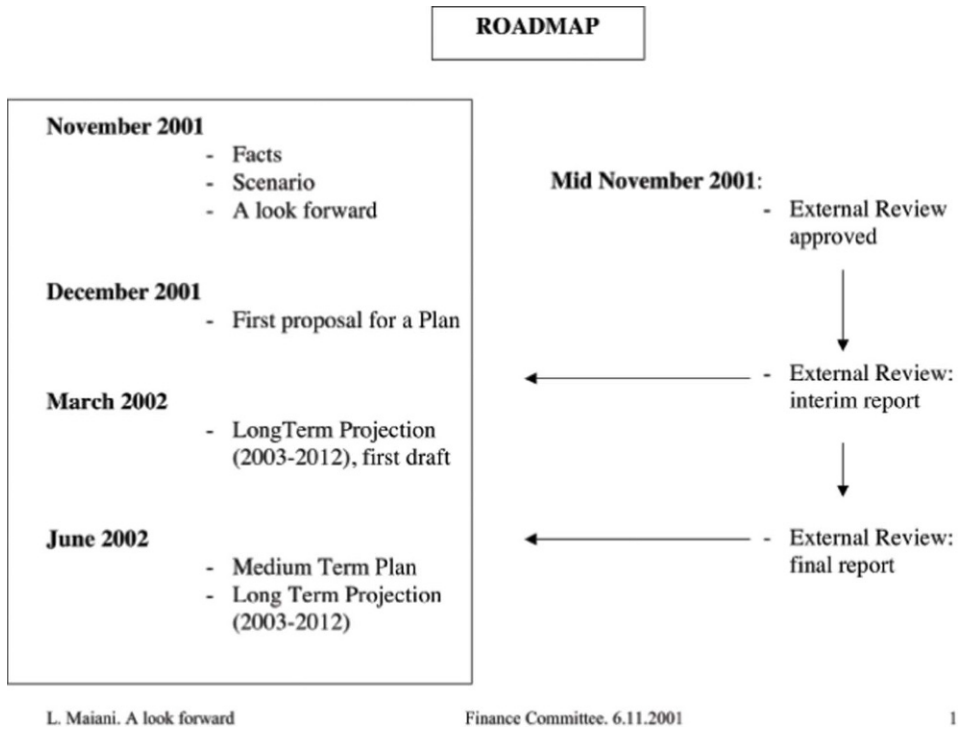 ROADMAP
November 2001
- Facts
- Scenario
- A look forward
December 2001
- First proposal for a Plan
March 2002
- LongTerm Projection
(2003-2012), first draft
June 2002
- Medium Term Plan
- Long Term Projection
(2003-2012)
Mid November 2001:
- External Review
approved
- External Review:
interim report
- External Review:
final report
L. Maiani. A look forward
Finance Committee. 6.11.2001
1